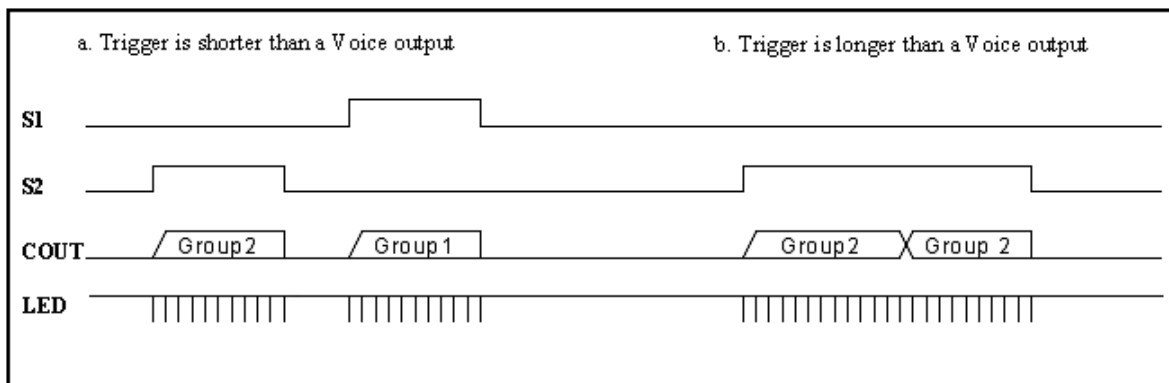 a. Trigger is shorter than a Voice output
b. Trigger is longer than a Voice output
S1
S2
COUT
Group2
Group1
Group2
Group 2
LED